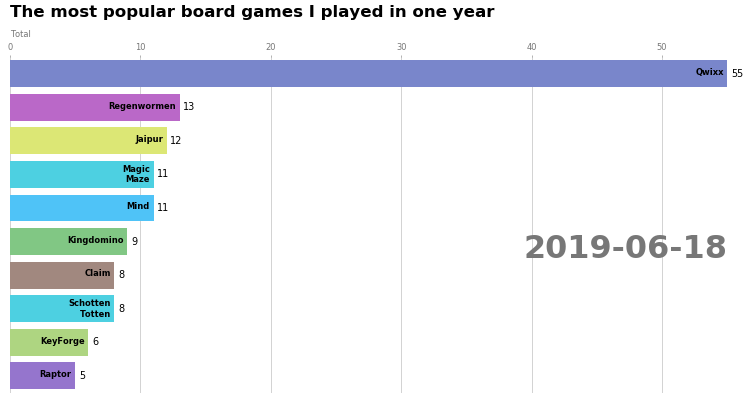 The most popular board games I played in one year
Total
0 10 20 30 40 50
Qwixx 55
Regenwormen 13
Jaipur 12
Magic
Maze 11
Mind 11
Kingdomino 9
2019-06-18
Claim 8
Schotten
Totten 8
KeyForge 6
Raptor 5